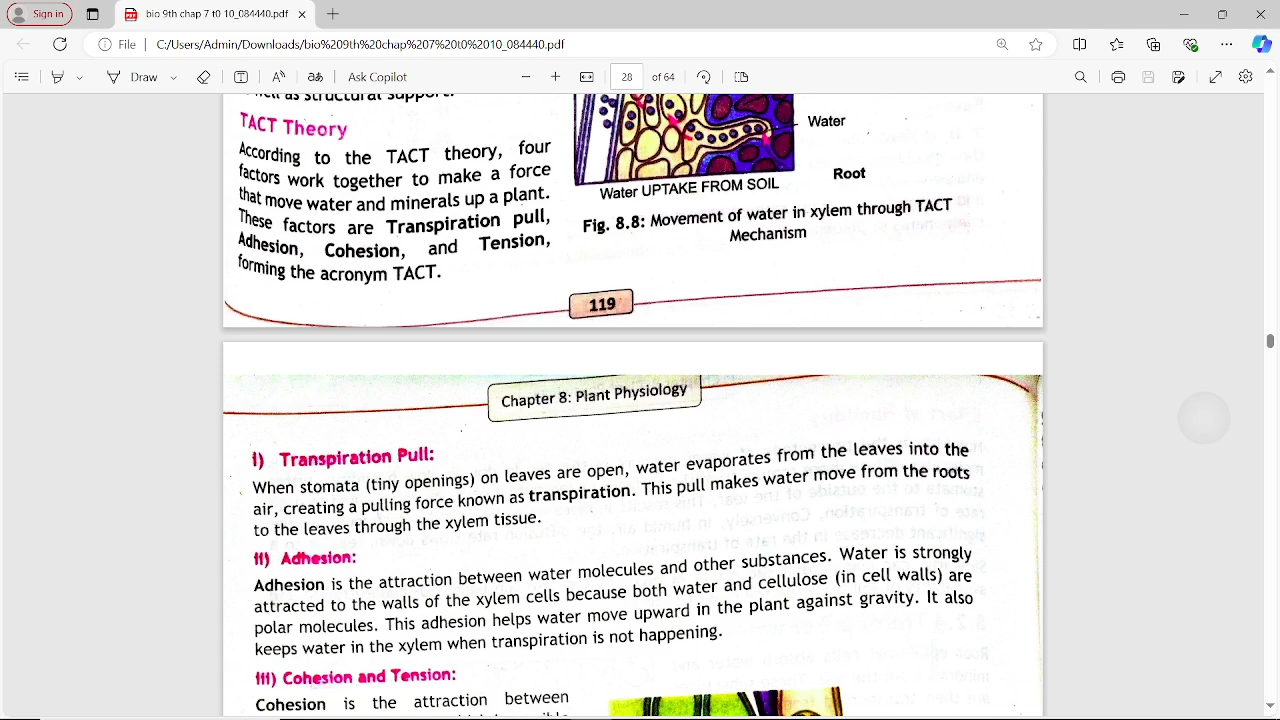 Sign in
bio 9th chap 7 t0 10_084440.pdf
File
C:/Users/Admin/Downloads/bio%209th%20chap%207%20t0%2010_084440.pdf
Draw
Ask Copilot
28 of 64
well as structural support.
TACT Theory
According to the TACT theory, four
factors work together to make a force
that move water and minerals up a plant.
These factors are Transpiration pull,
Adhesion, Cohesion, and Tension,
forming the acronym TACT.
Water
Root
Water UPTAKE FROM SOIL
Fig. 8.8: Movement of water in xylem through TACT
Mechanism
119
Chapter 8: Plant Physiology
i) Transpiration Pull:
When stomata (tiny openings) on leaves are open, water evaporates from the leaves into the
air, creating a pulling force known as transpiration. This pull makes water move from the roots
to the leaves through the xylem tissue.
ii) Adhesion:
Adhesion is the attraction between water molecules and other substances. Water is strongly
attracted to the walls of the xylem cells because both water and cellulose (in cell walls) are
polar molecules. This adhesion helps water move upward in the plant against gravity. It also
keeps water in the xylem when transpiration is not happening.
iii) Cohesion and Tension:
Cohesion is the attraction between